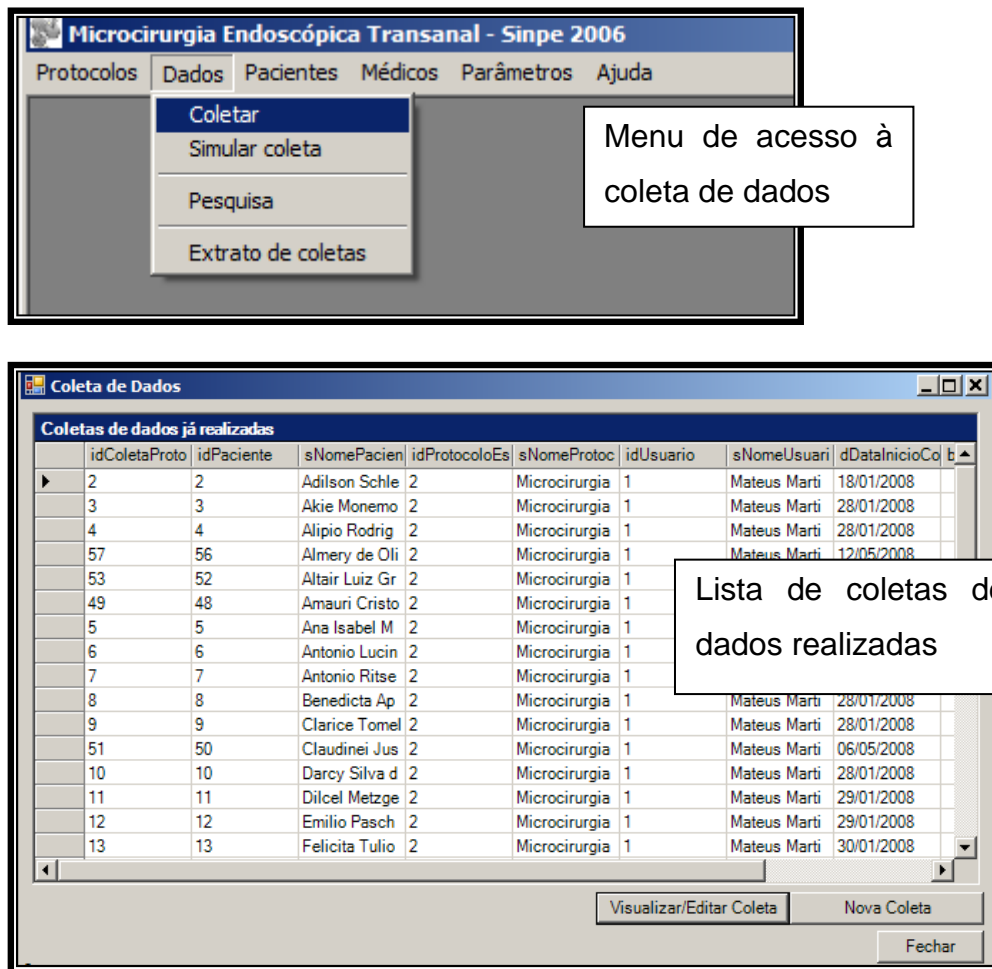 Microcirurgia Endoscópica Transanal - Sinpe 2006
Protocolos Dados Pacientes Médicos Parâmetros Ajuda
Coletar
Simular coleta
Pesquisa
Extrato de coletas
Menu de acesso à
coleta de dados
Coleta de Dados
Coletas de dados já realizadas
idColetaProto idPaciente sNomePacien idProtocoloEs sNomeProtoc idUsuario sNomeUsuari dDataInicioCo b
2 2 Adilson Schle 2 Microcirurgia 1 Mateus Marti 18/01/2008
3 3 Akie Monemo 2 Microcirurgia 1 Mateus Marti 28/01/2008
4 4 Alipio Rodrig 2 Microcirurgia 1 Mateus Marti 28/01/2008
57 56 Almery de Oli 2 Microcirurgia 1 Mateus Marti 12/05/2008
53 52 Altair Luiz Gr 2 Microcirurgia 1
49 48 Amauri Cristo 2 Microcirurgia 1
5 5 Ana Isabel M 2 Microcirurgia 1
6 6 Antonio Lucin 2 Microcirurgia 1
7 7 Antonio Ritse 2 Microcirurgia 1
Lista de coletas de
dados realizadas
8 8 Benedicta Ap 2 Microcirurgia 1 Mateus Marti 28/01/2008
9 9 Clarice Tomel 2 Microcirurgia 1 Mateus Marti 28/01/2008
51 50 Claudinei Jus 2 Microcirurgia 1 Mateus Marti 06/05/2008
10 10 Darcy Silva d 2 Microcirurgia 1 Mateus Marti 28/01/2008
11 11 Dilcel Metzge 2 Microcirurgia 1 Mateus Marti 29/01/2008
12 12 Emilio Pasch 2 Microcirurgia 1 Mateus Marti 29/01/2008
13 13 Felicita Tulio 2 Microcirurgia 1 Mateus Marti 30/01/2008
Visualizar/Editar Coleta Nova Coleta
Fechar